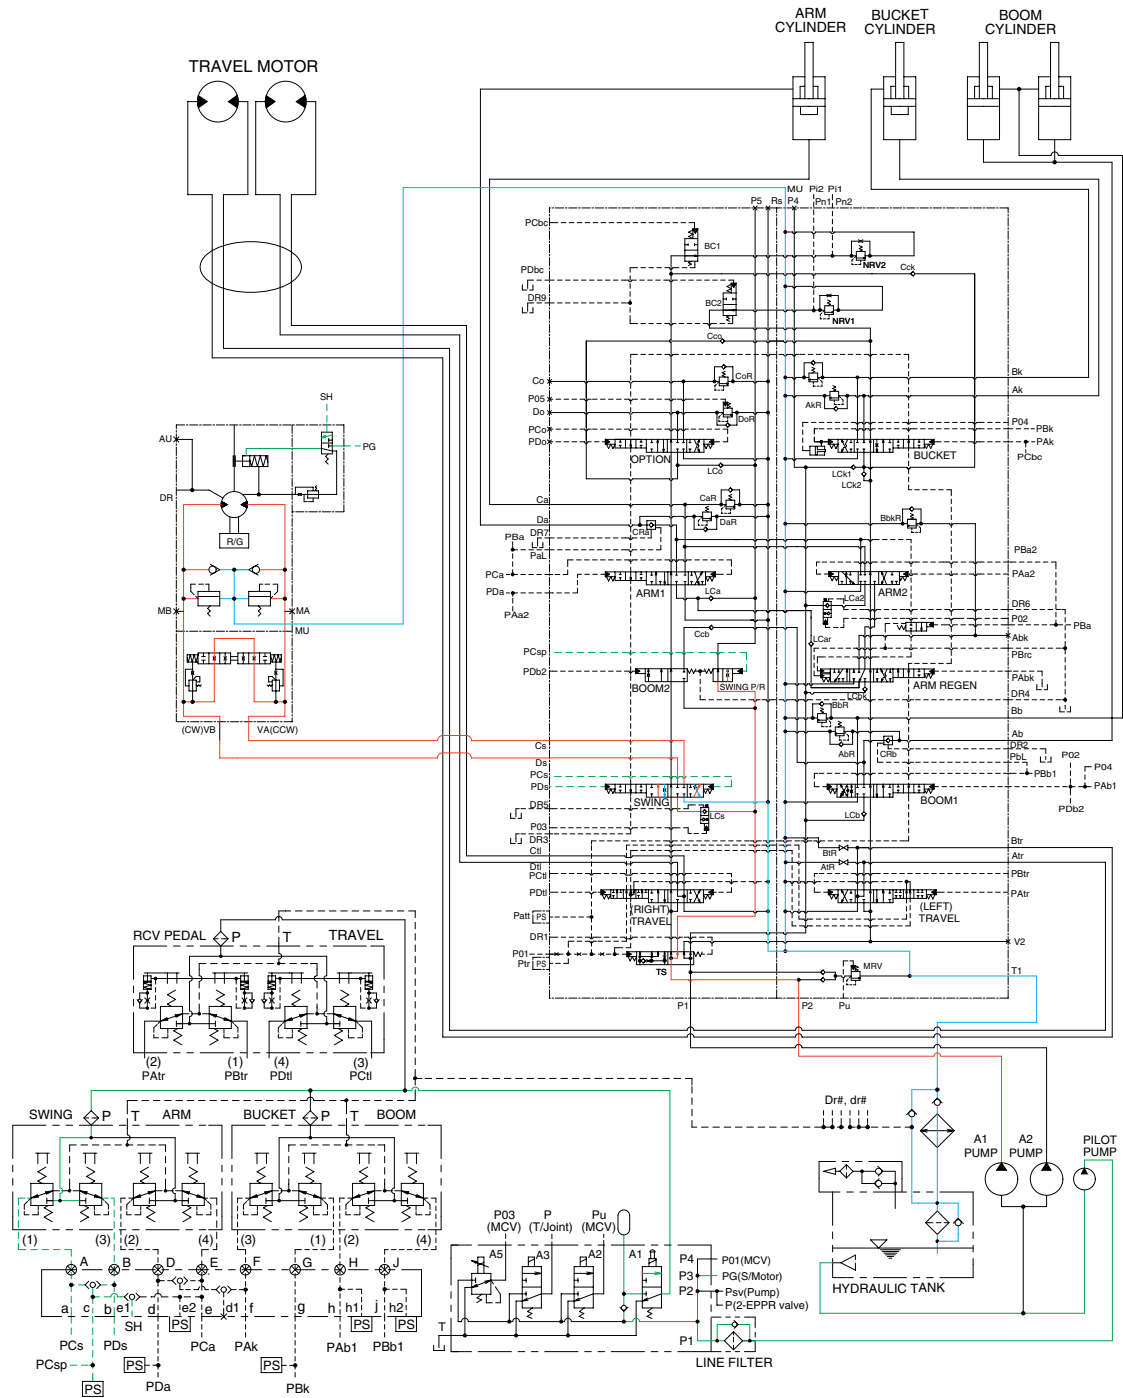 ARM
CYLINDER
BUCKET
CYLINDER
BOOM
CYLINDER
TRAVEL MOTOR
MU Pi2 Pi1
P5 Rs P4 Pn1 Pn2
PCbc
BC1
NRV2
Cck
PDbc
DR9
BC2
NRV1
Cco
Bk
Co
CoR
Ak
P05
AkR
Do
DoR
P04
PCo
PBk
PDo
PAk
OPTION
BUCKET
PCbc
LCo
LCk1
LCk2
SH
AU
PG
DR
R/G
MB
MA
MU
(CW)VB
VA(CCW)
Ca
CaR
Da
DaR
BbkR
DR7
CRa
PBa
PaL
PBa2
PCa
PAa2
PDa
ARM1
ARM2
PAa2
LCa
LCa2
DR6
P02
PBa
Ccb
LCar
Abk
PCsp
PBrc
PDb2
PAbk
BOOM2
SWING P/R
ARM REGEN
LCbk
DR4
BbR
Bb
Ab
Cs
AbR
CRb
DR2
P02
Ds
PbL
P04
PCs
PBb1
PDs
PAb1
SWING
BOOM1
PDb2
DR5
LCs
LCb
P03
DR3
Btr
Ctl
BtR
Atr
Dtl
AtR
PCtl
PBtr
PDtl
PAtr
(RIGHT)
TRAVEL
(LEFT)
TRAVEL
Patt PS
DR1
P01
V2
Ptr PS
TS
MRV
T1
P1
P2
Pu
RCV PEDAL P T TRAVEL
(2) (1) (4) (3)
PAtr PBtr PDtl PCtl
SWING P T ARM
BUCKET P T BOOM
(1) (3) (2) (4) (3) (1) (2) (4)
A B D E F G H J
a c b e1 d e2 e d1 f g h h1 j h2
SH PS PS PS
PCs PDs PCa PAk PAb1 PBb1
PCsp PS PS
PS PDa PBk
P03
(MCV)
P
(T/Joint)
Pu
(MCV)
A5 A3 A2 A1
P4 P01(MCV)
P3 PG(S/Motor)
P2 Psv(Pump)
P(2-EPPR valve)
T
P1
LINE FILTER
Dr#, dr#
A1
PUMP
A2
PUMP
PILOT
PUMP
HYDRAULIC TANK